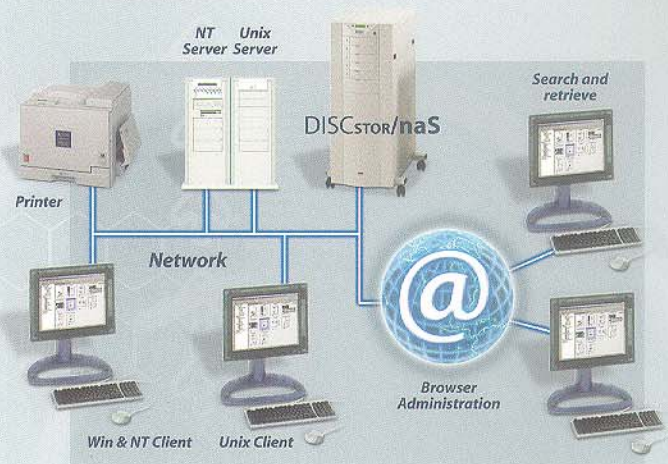 NT Unix
Server Server
DISCSTOR/naS
Search and
retrieve
Printer
Network
@
Browser
Administration
Win & NT Client
Unix Client